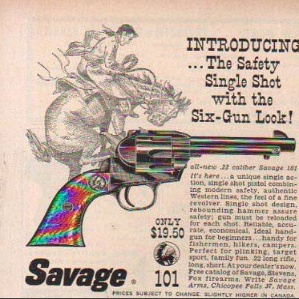 INTRODUCING
...The Safety
Single Shot
with the
Six-Gun Look!
all-new .22 caliber Savage 101
It's here...a unique single ac-
tion, single shot pistol combin-
ing modern safety, authentic
Western lines, the feel of a fine
revolver. Single shot design,
rebounding hammer assure
safety; gun must be reloaded
for each shot. Reliable, accu-
rate, economical. Ideal hand-
gun for beginners...handy for
fishermen, hikers, campers.
Perfect for plinking, target
sport, family fun. 22 long rifle,
long, short. At your dealer's now.
Free catalog of Savage, Stevens,
Fox firearms. Write Savage
Arms, Chicopee Falls 37, Mass.
ONLY
$19.50
Savage ®
101
PRICES SUBJECT TO CHANGE. SLIGHTLY HIGHER IN CANADA.